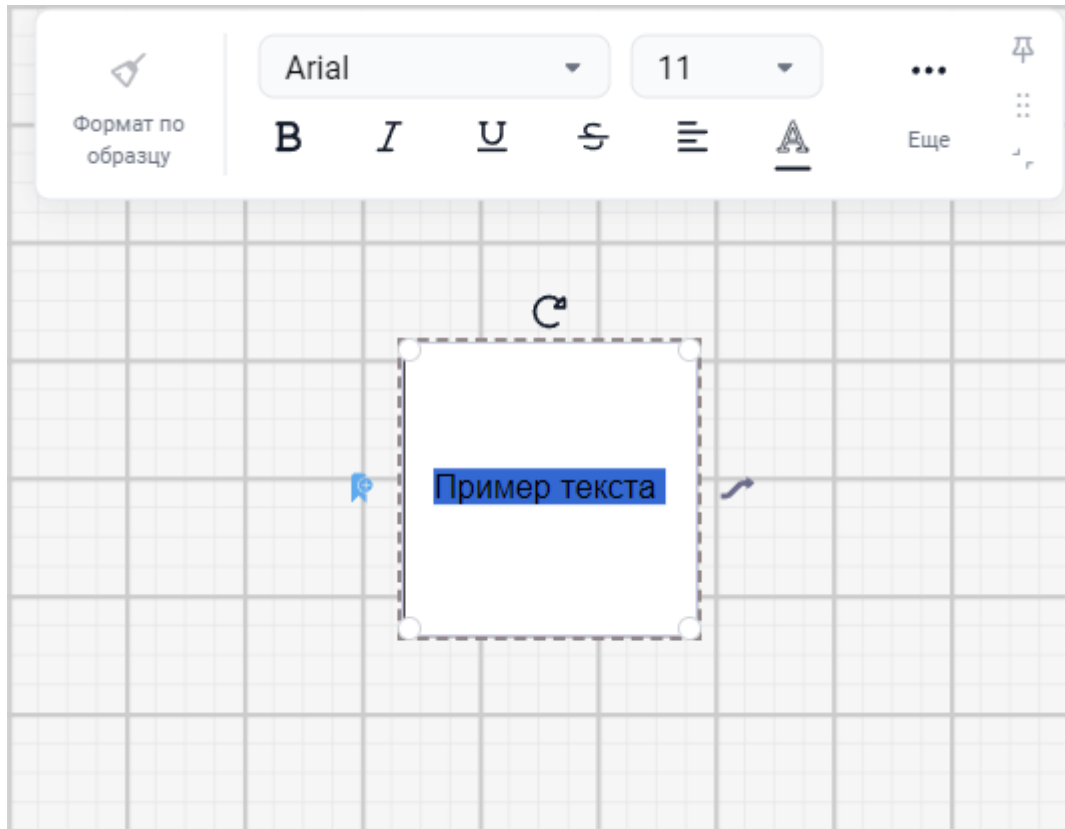 Arial
11
Формат по
образцу
B I U S A
Еще
Пример текста